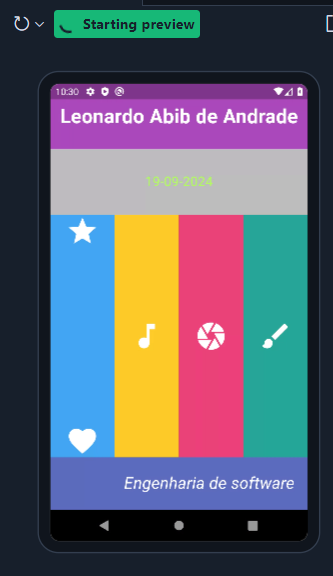 Starting preview
10:30
Leonardo Abib de Andrade
19-09-2024
Engenharia de software